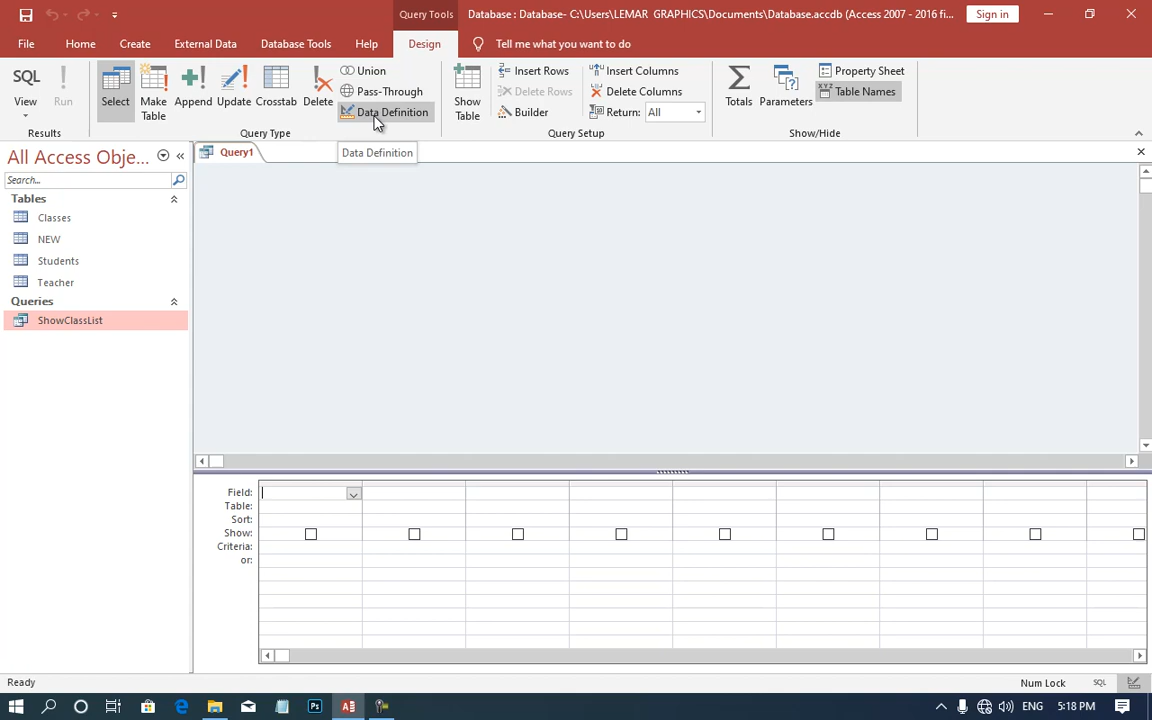 Query Tools
Database : Database- C:\Users\LEMAR GRAPHICS\Documents\Database.accdb (Access 2007 - 2016 fi...
Sign in
File Home Create External Data Database Tools Help Design Tell me what you want to do
SQL
View
Run
Results
Select
Make Table
Append
Update
Crosstab
Delete
Union
Pass-Through
Data Definition
Query Type
Show Table
Insert Rows
Delete Rows
Builder
Insert Columns
Delete Columns
Return: All
Query Setup
Totals
Parameters
Property Sheet
XYZ Table Names
Show/Hide
All Access Obje...
Search...
Tables
Classes
NEW
Students
Teacher
Queries
ShowClassList
Query1
Data Definition
Field:
Table:
Sort:
Show:
Criteria:
or:
Ready
Num Lock
SQL
Ps
A
ENG
5:18 PM